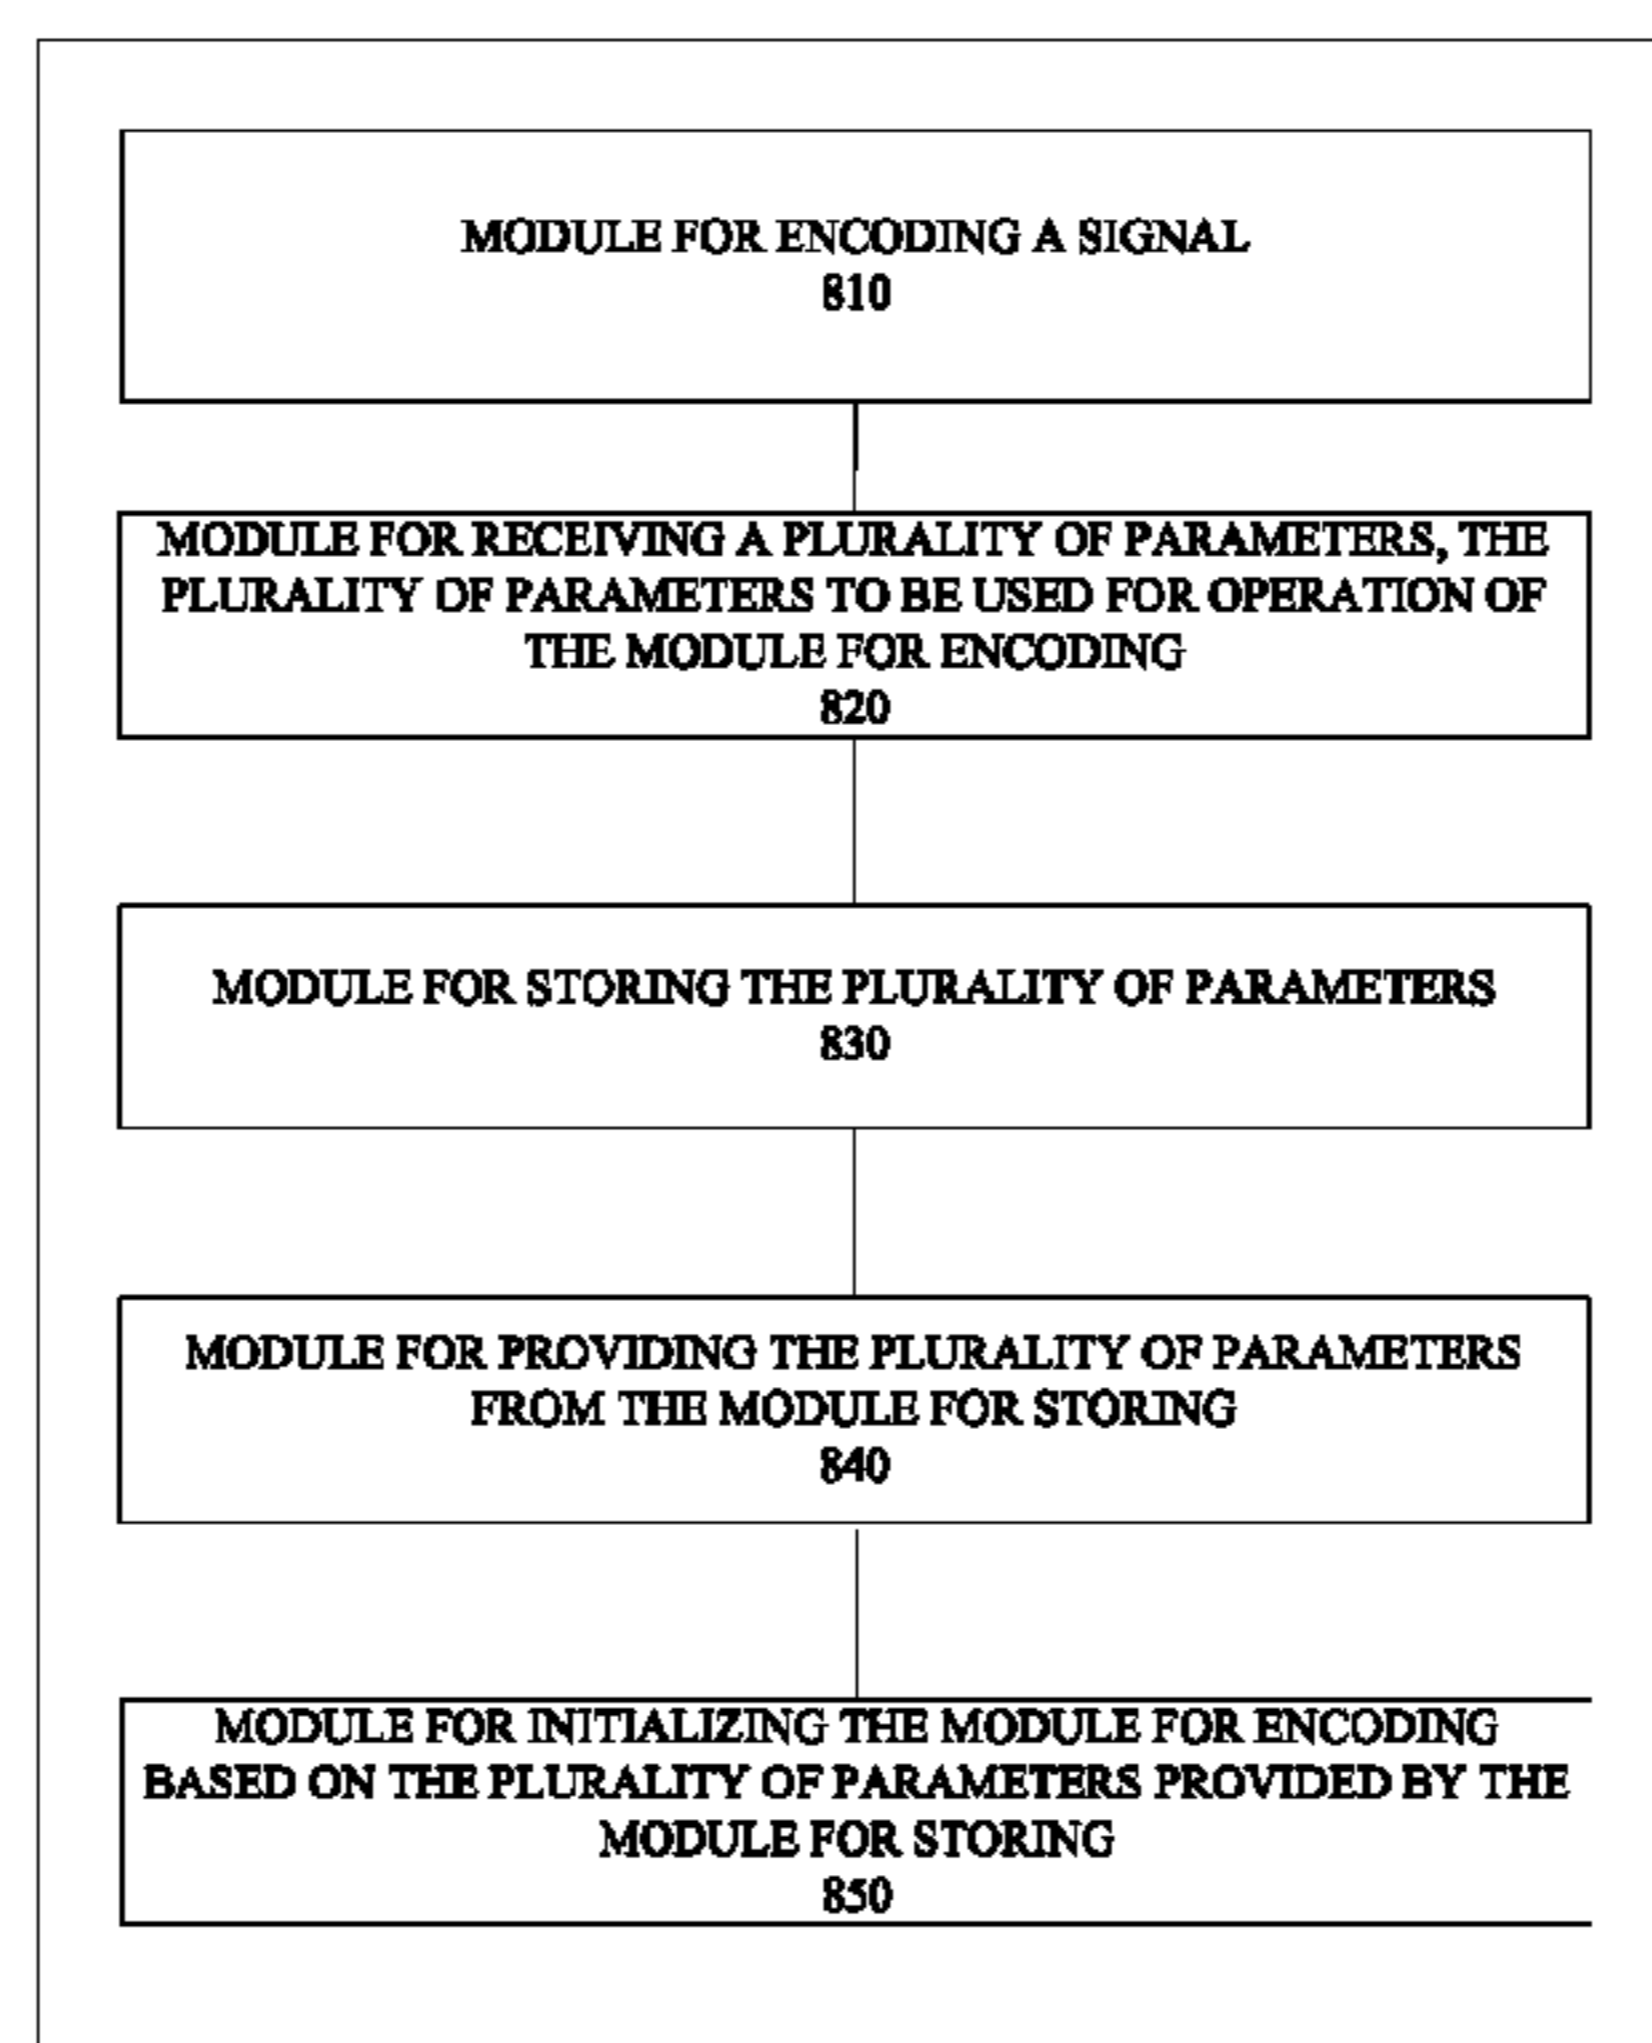 MODULE FOR ENCODING A SIGNAL
810
MODULE FOR RECEIVING A PLURALITY OF PARAMETERS, THE
PLURALITY OF PARAMETERS TO BE USED FOR OPERATION OF
THE MODULE FOR ENCODING
820
MODULE FOR STORING THE PLURALITY OF PARAMETERS
830
MODULE FOR PROVIDING THE PLURALITY OF PARAMETERS
FROM THE MODULE FOR STORING
840
MODULE FOR INITIALIZING THE MODULE FOR ENCODING
BASED ON THE PLURALITY OF PARAMETERS PROVIDED BY THE
MODULE FOR STORING
850